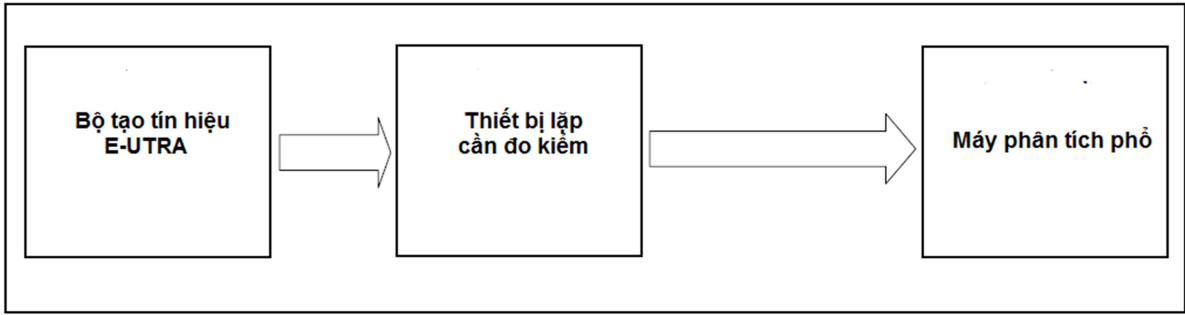 Bộ tạo tín hiệu
E-UTRA
Thiết bị lặp
cần đo kiểm
Máy phân tích phổ